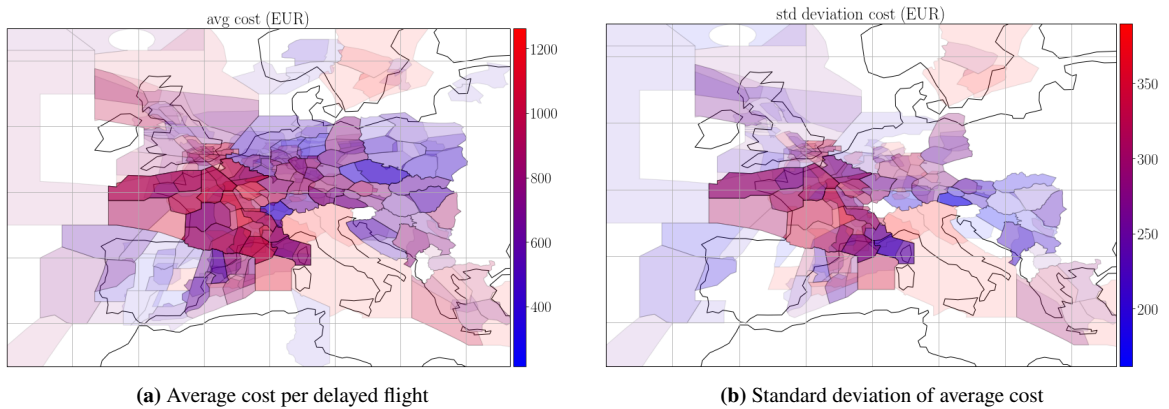 avg cost (EUR)
1200
1000
800
600
400
(a) Average cost per delayed flight
std deviation cost (EUR)
350
300
250
200
(b) Standard deviation of average cost